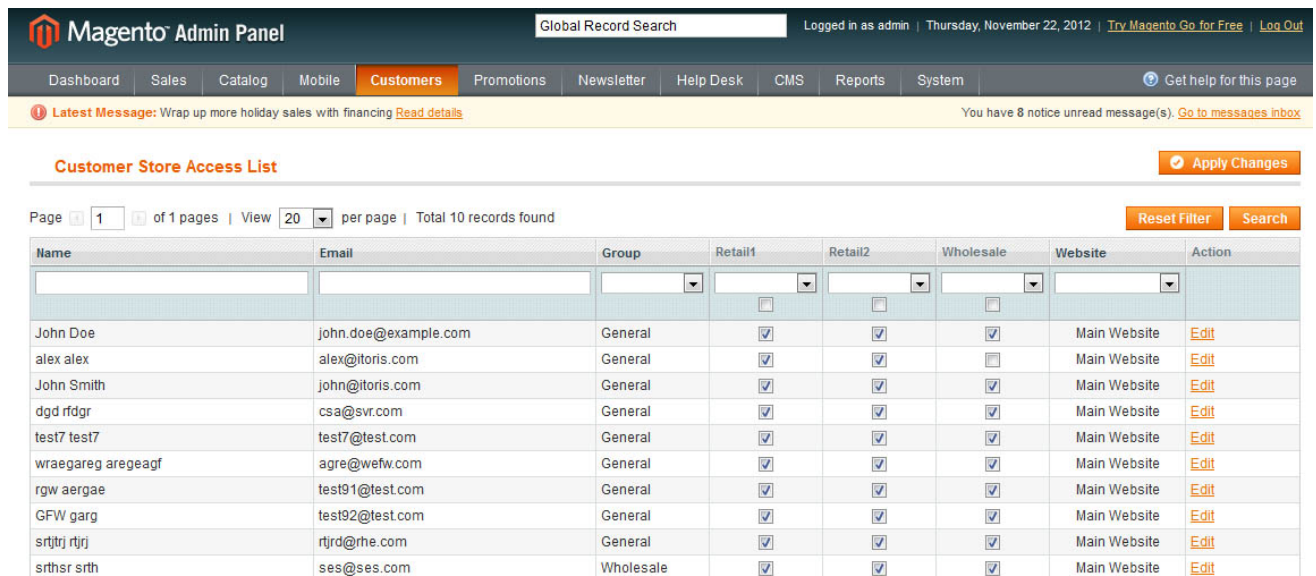 Magento Admin Panel Global Record Search Logged in as admin | Thursday, November 22, 2012 | Try Magento Go for Free | Log Out
Dashboard Sales Catalog Mobile Customers Promotions Newsletter Help Desk CMS Reports System Get help for this page
Latest Message: Wrap up more holiday sales with financing Read details You have 8 notice unread message(s). Go to messages inbox
Customer Store Access List Apply Changes
Page 1 of 1 pages | View 20 per page | Total 10 records found Reset Filter Search
Name Email Group Retail1 Retail2 Wholesale Website Action
John Doe john.doe@example.com General Main Website Edit
alex alex alex@itoris.com General Main Website Edit
John Smith john@itoris.com General Main Website Edit
dgd rfdgr csa@svr.com General Main Website Edit
test7 test7 test7@test.com General Main Website Edit
wraegareg aregeagf agre@wefw.com General Main Website Edit
rgw aergae test91@test.com General Main Website Edit
GFW garg test92@test.com General Main Website Edit
srtjtrj rtjrj rtjrd@rhe.com General Main Website Edit
srthsr srth ses@ses.com Wholesale Main Website Edit